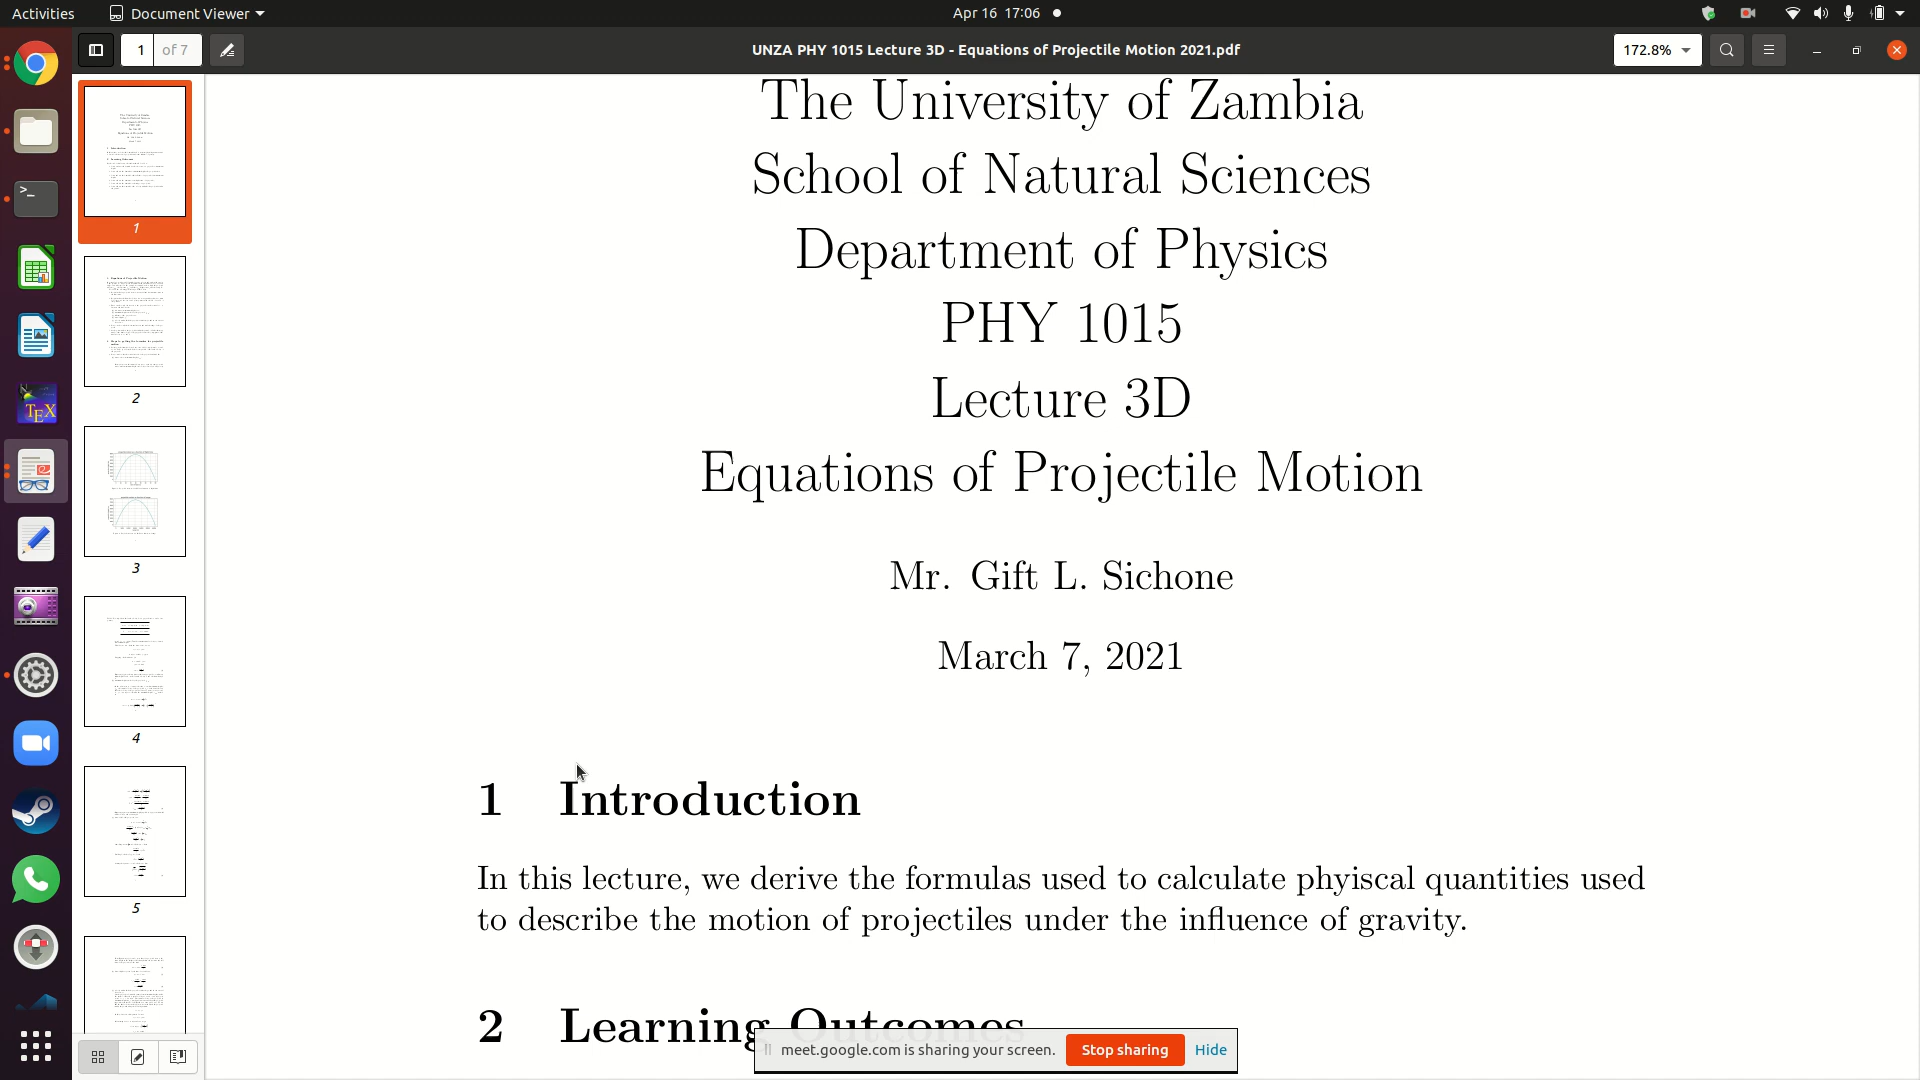 Activities
Document Viewer
Apr 16 17:06
1 of 7
UNZA PHY 1015 Lecture 3D - Equations of Projectile Motion 2021.pdf
172.8%
The University of Zambia
School of Natural Sciences
Department of Physics
PHY 1015
Lecture 3D
Equations of Projectile Motion
Mr. Gift L. Sichone
March 7, 2021
1 Introduction
In this lecture, we derive the formulas used to calculate phyiscal quantities used
to describe the motion of projectiles under the influence of gravity.
2 Learning Outcomes
1
2
3
4
5
TEX
meet.google.com is sharing your screen.
Stop sharing
Hide